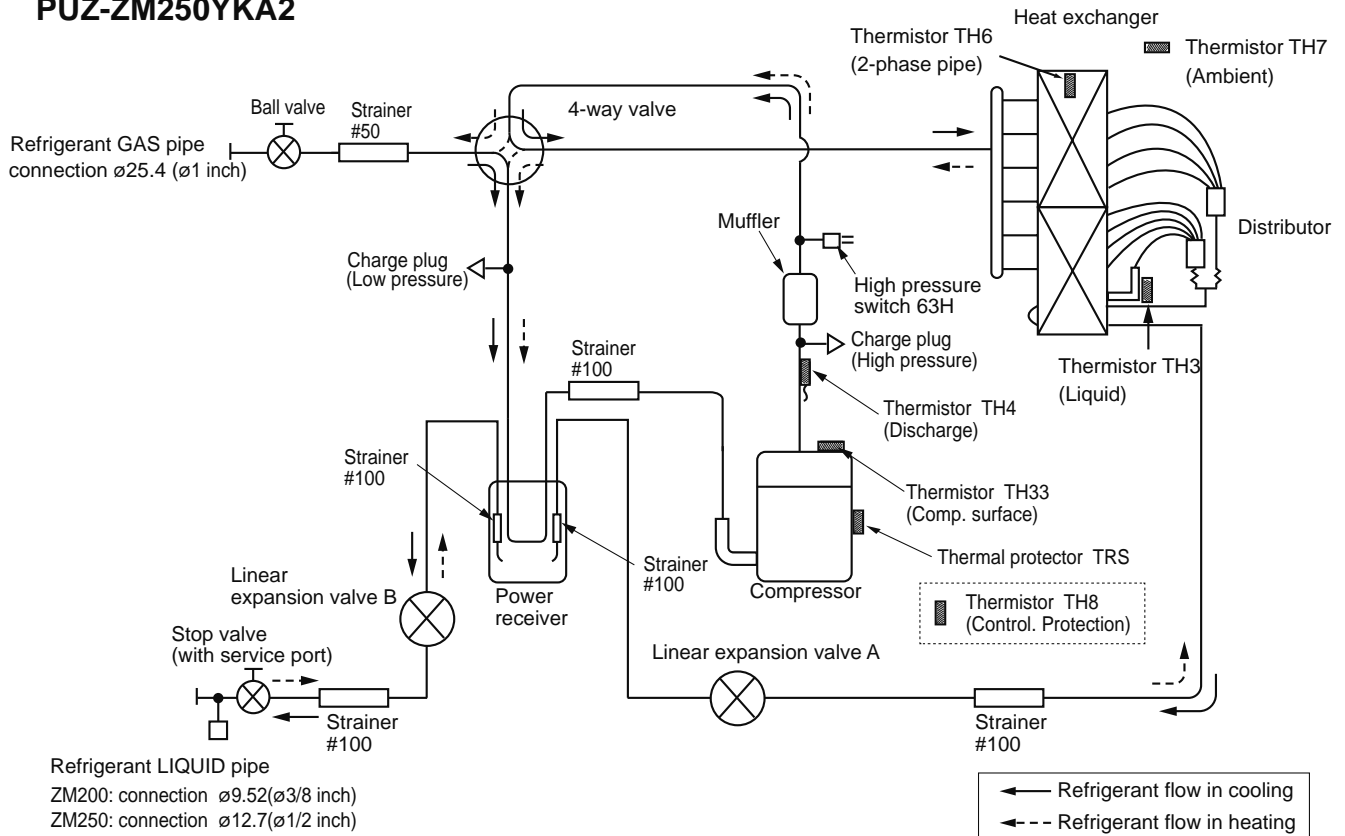 PUZ-ZM250YKA2
Heat exchanger
Thermistor TH6
(2-phase pipe)
Thermistor TH7
(Ambient)
Ball valve
Strainer
#50
4-way valve
Refrigerant GAS pipe
connection ø25.4 (ø1 inch)
Muffler
Distributor
Charge plug
(Low pressure)
High pressure
switch 63H
Charge plug
(High pressure)
Strainer
#100
Thermistor TH3
(Liquid)
Thermistor TH4
(Discharge)
Strainer
#100
Thermistor TH33
(Comp. surface)
Strainer
#100
Thermal protector TRS
Linear
expansion valve B
Power
receiver
Compressor
Thermistor TH8
(Control. Protection)
Stop valve
(with service port)
Linear expansion valve A
Strainer
#100
Strainer
#100
Refrigerant LIQUID pipe
ZM200: connection ø9.52(ø3/8 inch)
ZM250: connection ø12.7(ø1/2 inch)
Refrigerant flow in cooling
Refrigerant flow in heating